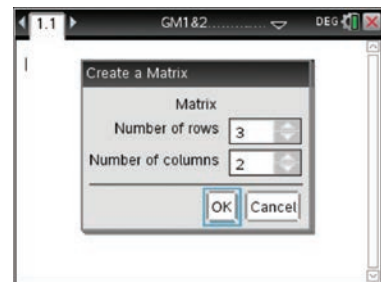 1.1 GM1&2 DEG
Create a Matrix
Matrix
Number of rows 3
Number of columns 2
OK Cancel